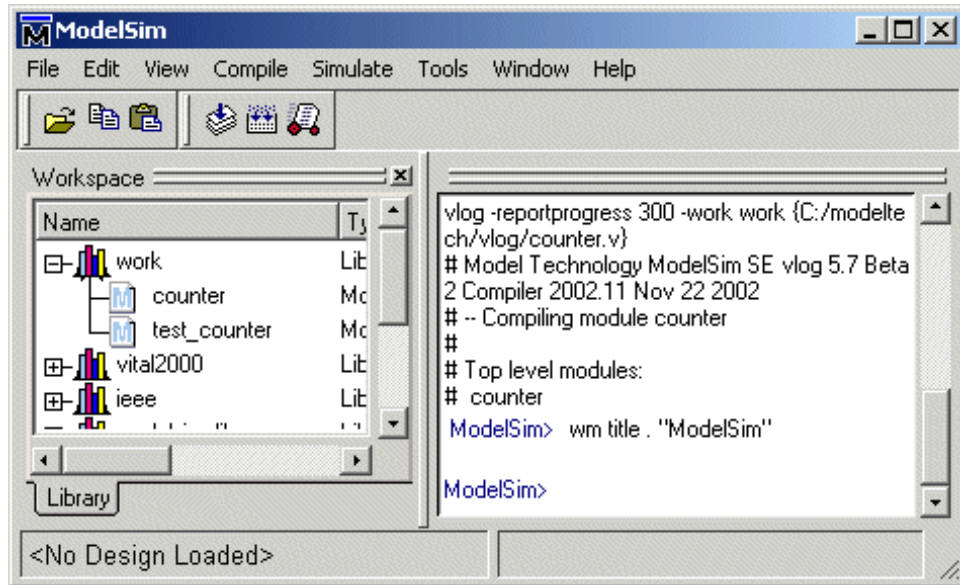 ModelSim
File Edit View Compile Simulate Tools Window Help
Workspace
Name Ty
work Lib
counter Mo
test_counter Mo
vital2000 Lib
ieee Lib
Library
vlog -reportprogress 300 -work work {C:/modelte
ch/vlog/counter.v}
# Model Technology ModelSim SE vlog 5.7 Beta
2 Compiler 2002.11 Nov 22 2002
# -- Compiling module counter
#
# Top level modules:
# counter
ModelSim> wm title . "ModelSim"
ModelSim>
<No Design Loaded>